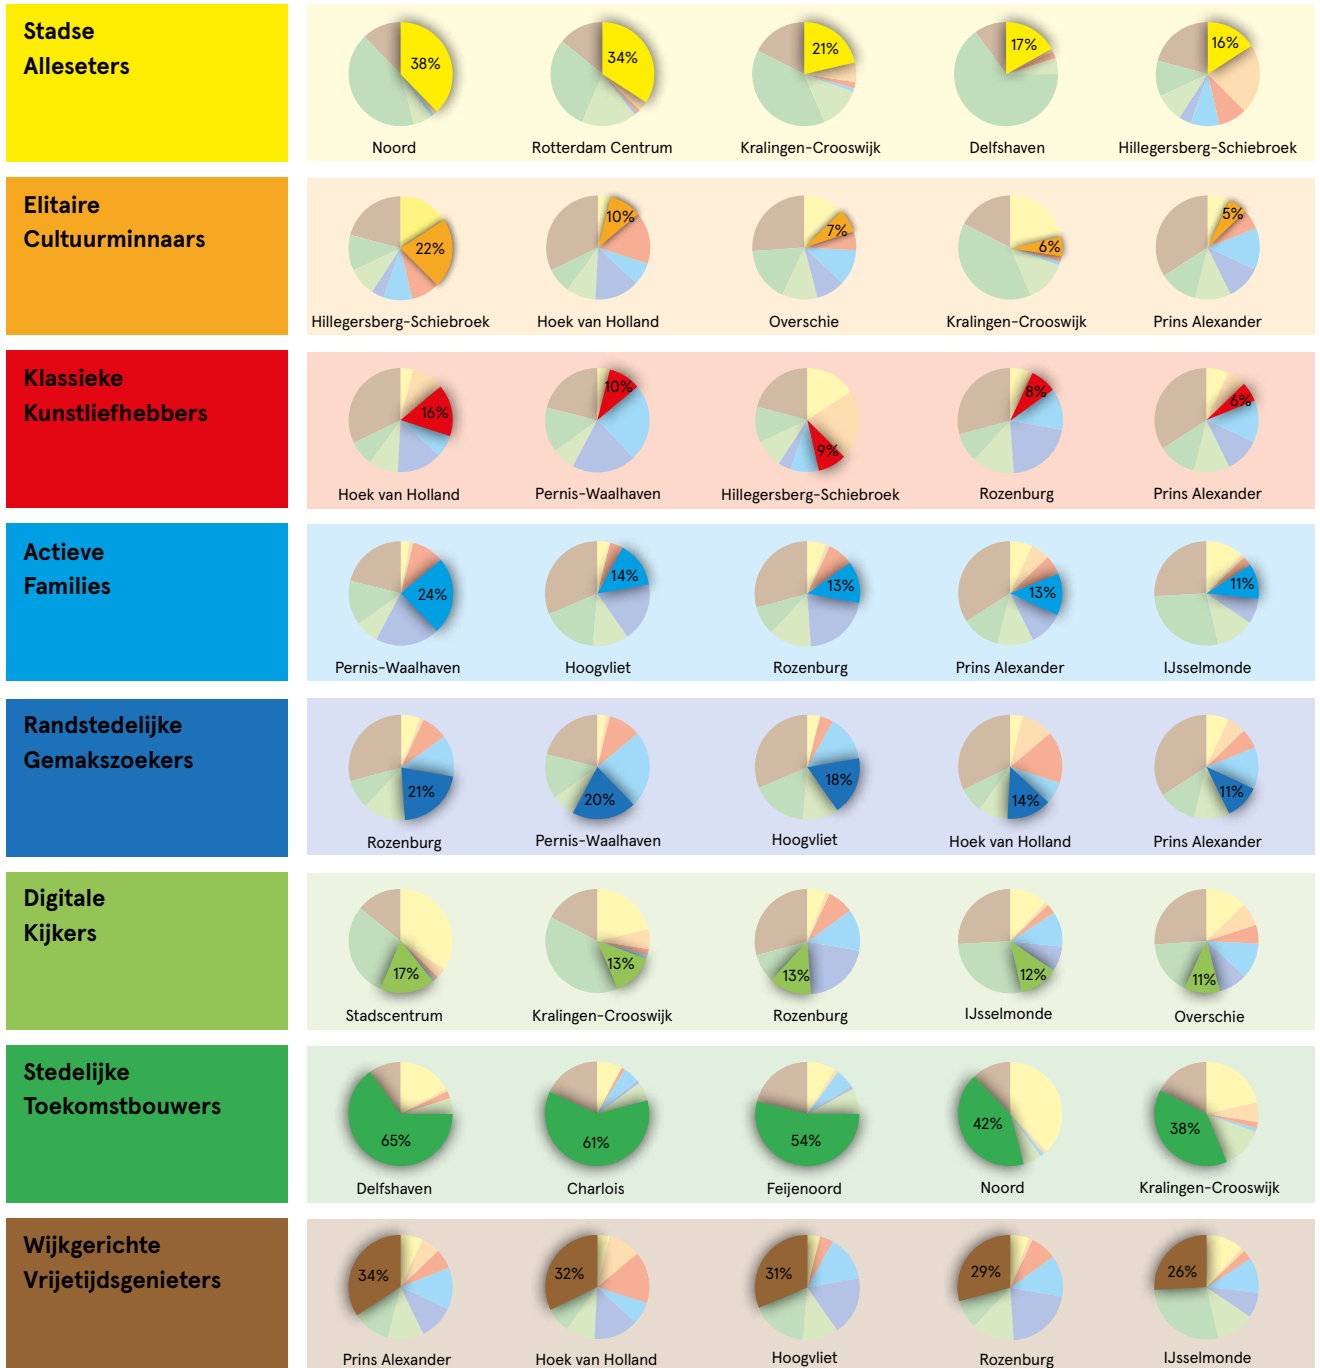 Stadse
Alleseters
38%
34%
21%
17%
16%
Noord
Rotterdam Centrum
Kralingen-Crooswijk
Delfshaven
Hillegersberg-Schiebroek
Elitaire
Cultuurminnaars
22%
10%
7%
6%
5%
Hillegersberg-Schiebroek
Hoek van Holland
Overschie
Kralingen-Crooswijk
Prins Alexander
Klassieke
Kunstliefhebbers
16%
10%
9%
8%
6%
Hoek van Holland
Pernis-Waalhaven
Hillegersberg-Schiebroek
Rozenburg
Prins Alexander
Actieve
Families
24%
14%
13%
13%
11%
Pernis-Waalhaven
Hoogvliet
Rozenburg
Prins Alexander
IJsselmonde
Randstedelijke
Gemakszoekers
21%
20%
18%
14%
11%
Rozenburg
Pernis-Waalhaven
Hoogvliet
Hoek van Holland
Prins Alexander
Digitale
Kijkers
17%
13%
13%
12%
11%
Stadscentrum
Kralingen-Crooswijk
Rozenburg
IJsselmonde
Overschie
Stedelijke
Toekomstbouwers
65%
61%
54%
42%
38%
Delfshaven
Charlois
Feijenoord
Noord
Kralingen-Crooswijk
Wijkgerichte
Vrijetijdsgenieters
34%
32%
31%
29%
26%
Prins Alexander
Hoek van Holland
Hoogvliet
Rozenburg
IJsselmonde